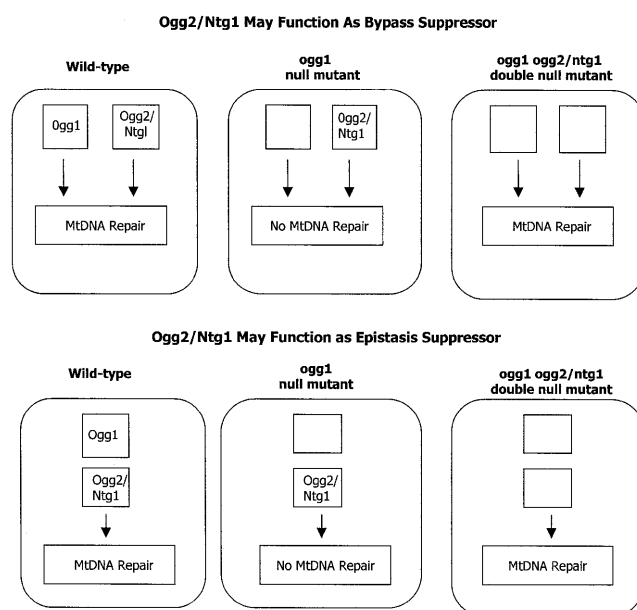 Ogg2/Ntg1 May Function As Bypass Suppressor
Wild-type
ogg1
null mutant
ogg1 ogg2/ntg1
double null mutant
0gg1
Ogg2/
Ntgl
0gg2/
Ntg1
MtDNA Repair
No MtDNA Repair
MtDNA Repair
Ogg2/Ntg1 May Function as Epistasis Suppressor
Wild-type
ogg1
null mutant
ogg1 ogg2/ntg1
double null mutant
Ogg1
Ogg2/
Ntg1
Ogg2/
Ntg1
MtDNA Repair
No MtDNA Repair
MtDNA Repair